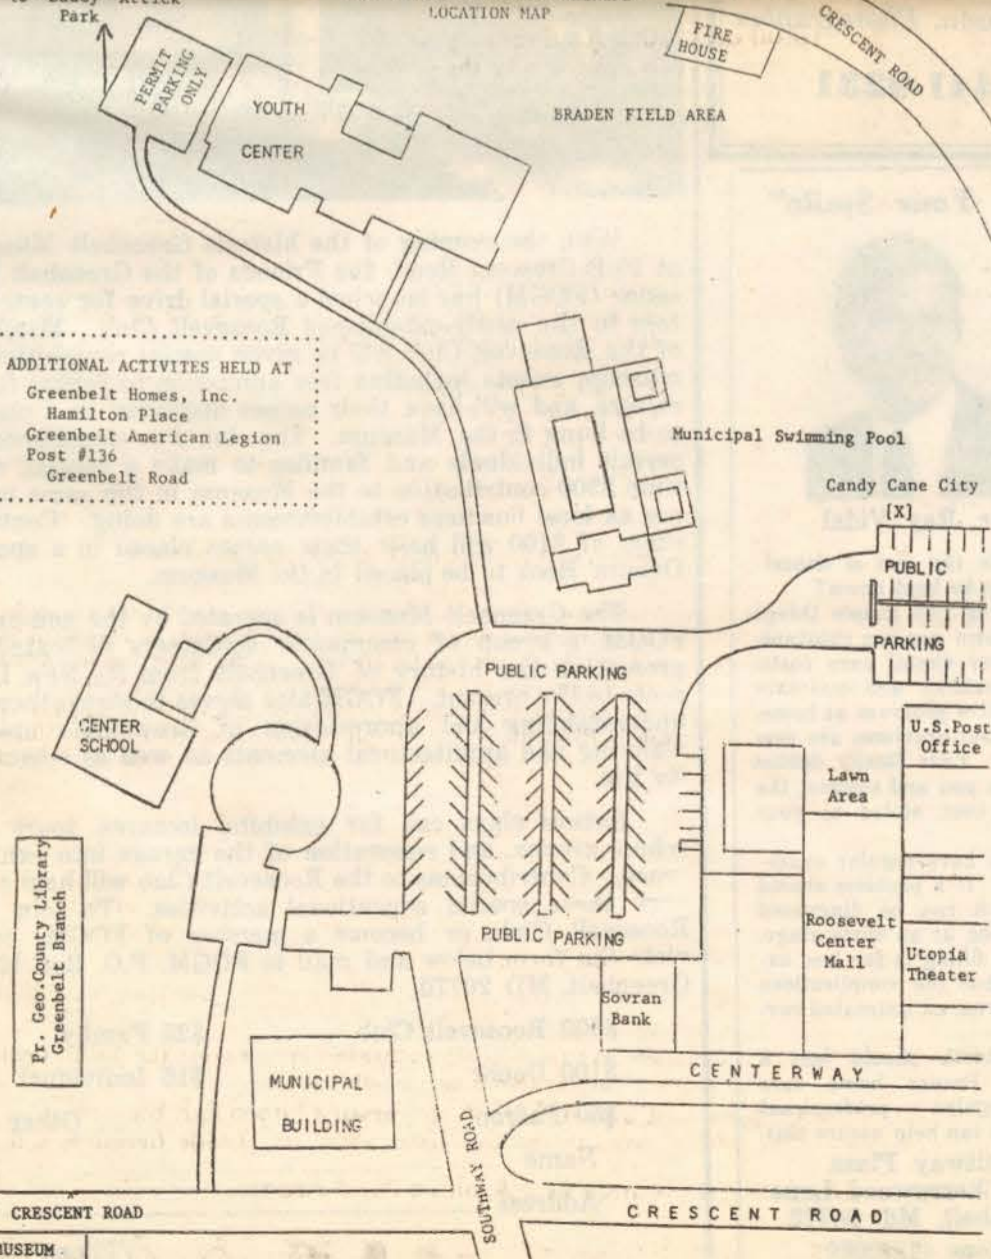 Park
LOCATION MAP
FIRE
HOUSE
CRESCENT ROAD
PERMIT
PARKING
ONLY
YOUTH
CENTER
BRADEN FIELD AREA
ADDITIONAL ACTIVITES HELD AT
Greenbelt Homes, Inc.
Hamilton Place
Greenbelt American Legion
Post #136
Greenbelt Road
Municipal Swimming Pool
Candy Cane City
[X]
PUBLIC
PARKING
PUBLIC PARKING
CENTER
SCHOOL
U.S.Post
Office
Lawn
Area
Roosevelt
Center
Mall
Utopia
Theater
PUBLIC PARKING
Sovran
Bank
Pr. Geo.County Library
Greenbelt Branch
MUNICIPAL
BUILDING
CENTERWAY
SOUTHWAY ROAD
CRESCENT ROAD
CRESCENT ROAD
MUSEUM